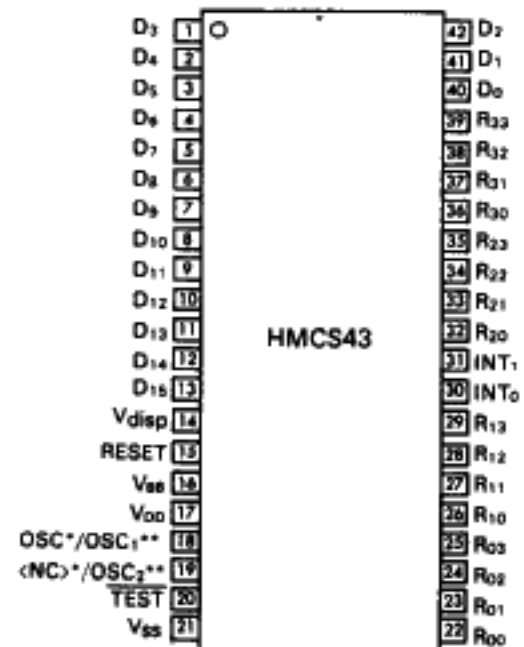 D₃ 1 42 D₂
D₄ 2 41 D₁
D₅ 3 40 D₀
D₆ 4 39 R₃₃
D₇ 5 38 R₃₂
D₈ 6 37 R₃₁
D₉ 7 36 R₃₀
D₁₀ 8 35 R₂₃
D₁₁ 9 34 R₂₂
D₁₂ 10 33 R₂₁
D₁₃ 11 32 R₂₀
HMCS43
D₁₄ 12 31 INT₁
D₁₅ 13 30 INT₀
Vdisp 14 29 R₁₃
RESET 15 28 R₁₂
VBB 16 27 R₁₁
VDD 17 26 R₁₀
OSC*/OSC₁** 18 25 R₀₃
<NC>*/OSC₂** 19 24 R₀₂
TEST 20 23 R₀₁
VSS 21 22 R₀₀